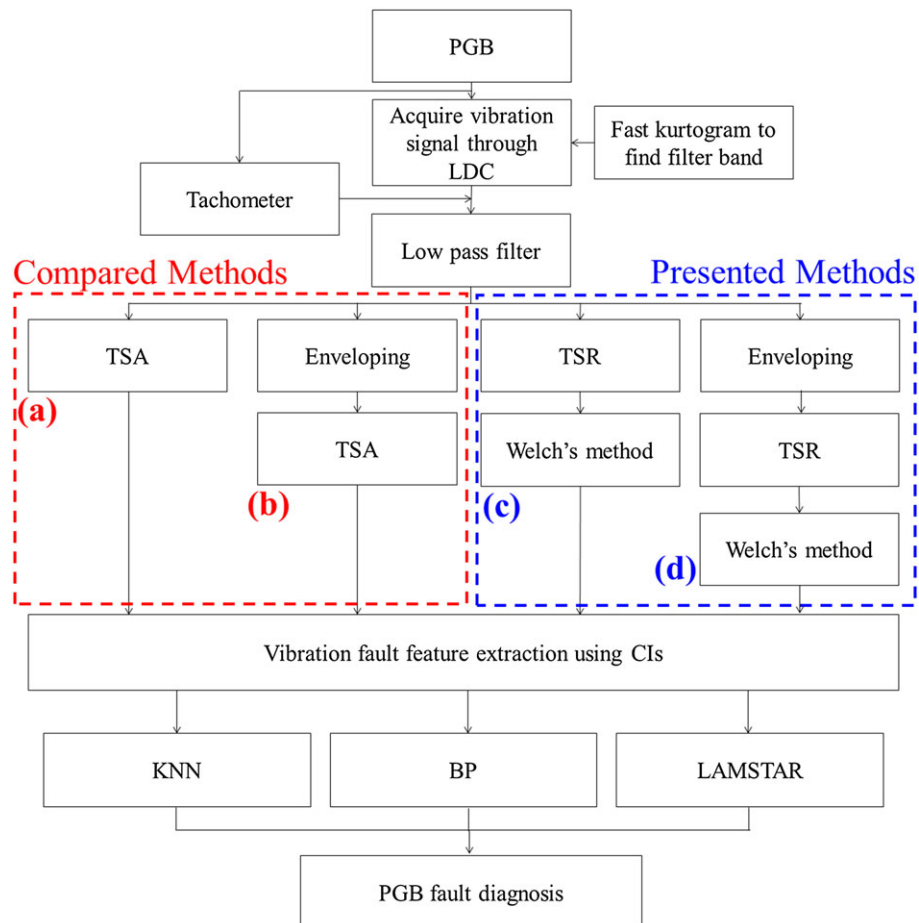 PGB
Acquire vibration
signal through
LDC
Fast kurtogram to
find filter band
Tachometer
Low pass filter
Compared Methods
Presented Methods
TSA
Enveloping
TSR
Enveloping
(a)
TSA
Welch's method
TSR
(b)
(c)
Welch's method
(d)
Vibration fault feature extraction using CIs
KNN
BP
LAMSTAR
PGB fault diagnosis